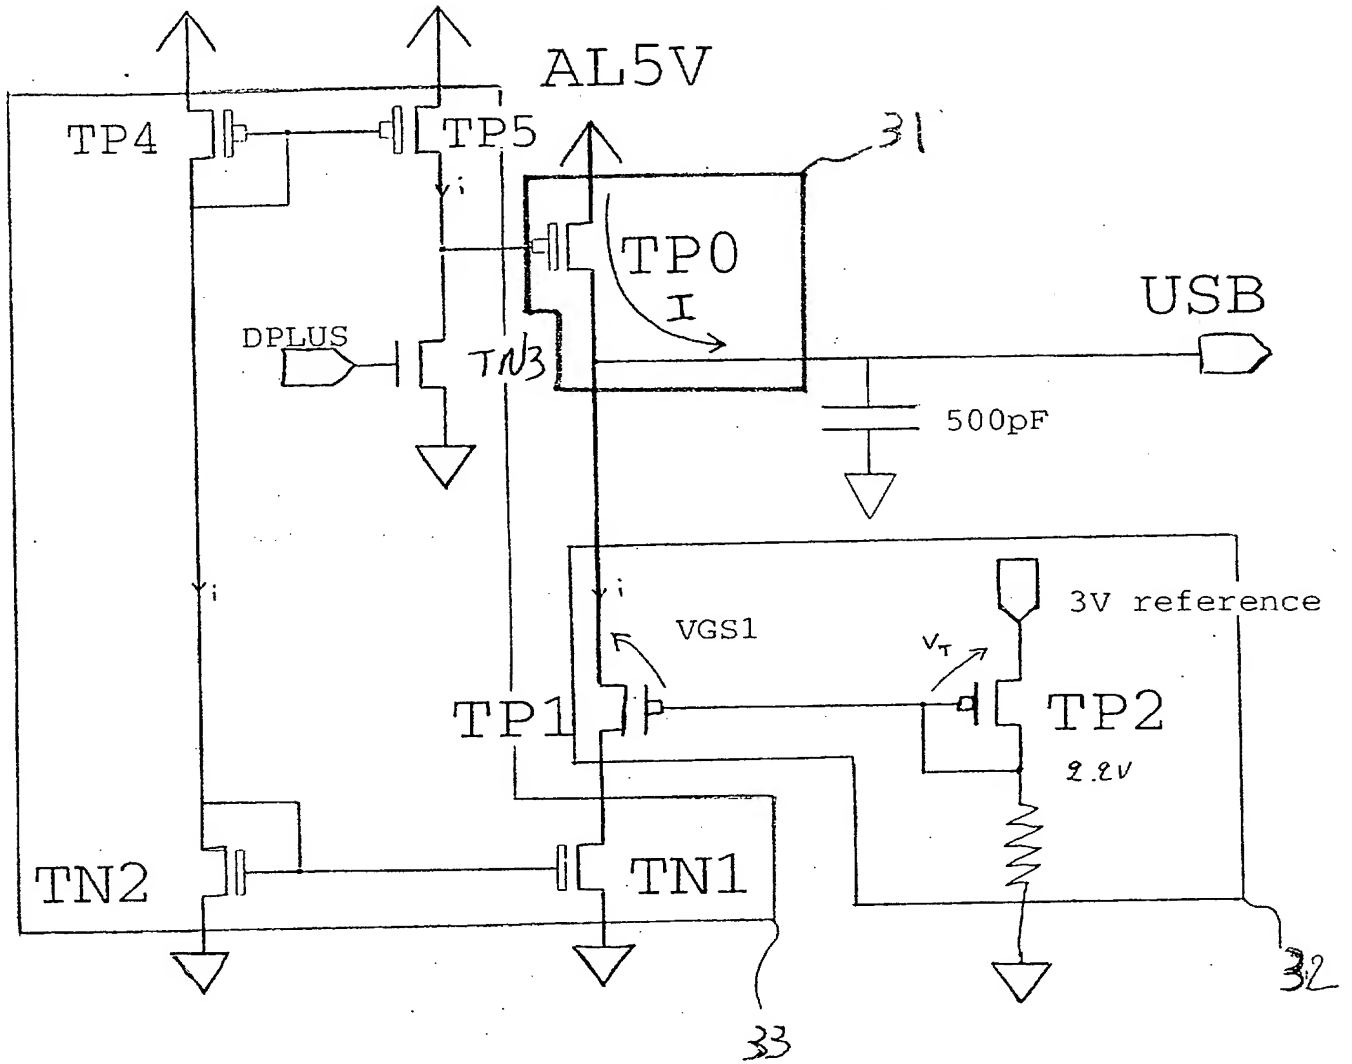 AL5V
31
TP4
TP5
i
TP0
I
USB
DPLUS
TN3
500pF
i
i
3V reference
VGS1
VT
TP1
TP2
2.2V
TN2
TN1
32
33